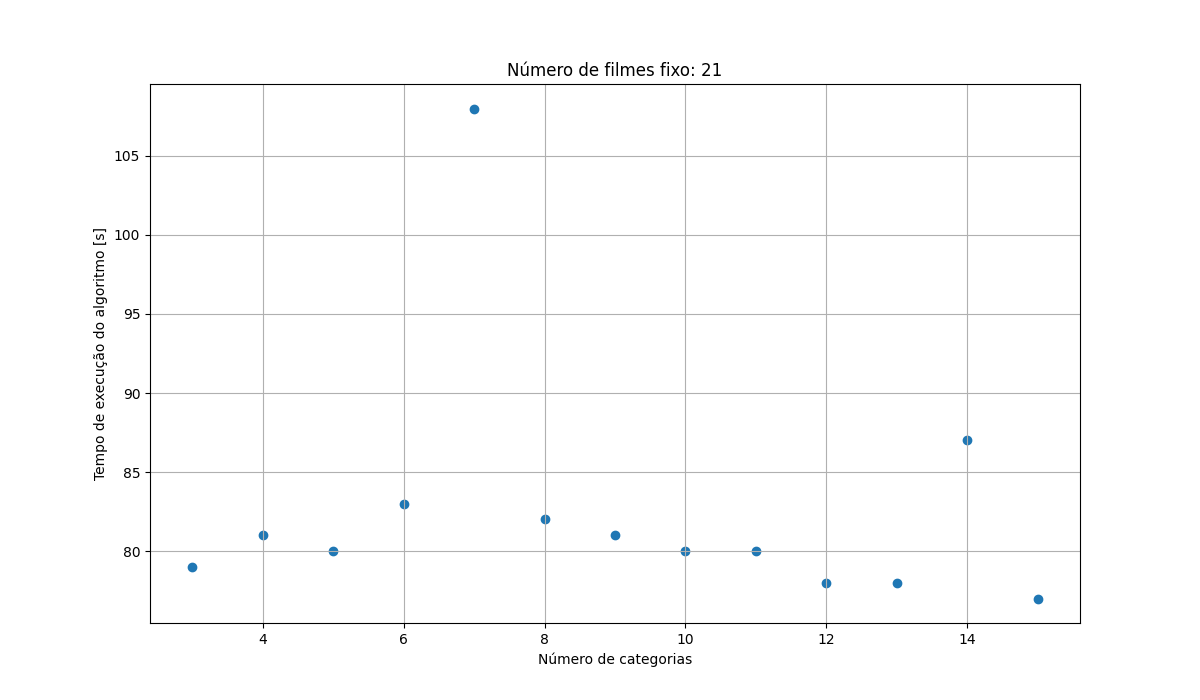 Número de filmes fixo: 21
Tempo de execução do algoritmo [s]
105
100
95
90
85
80
4 6 8 10 12 14
Número de categorias